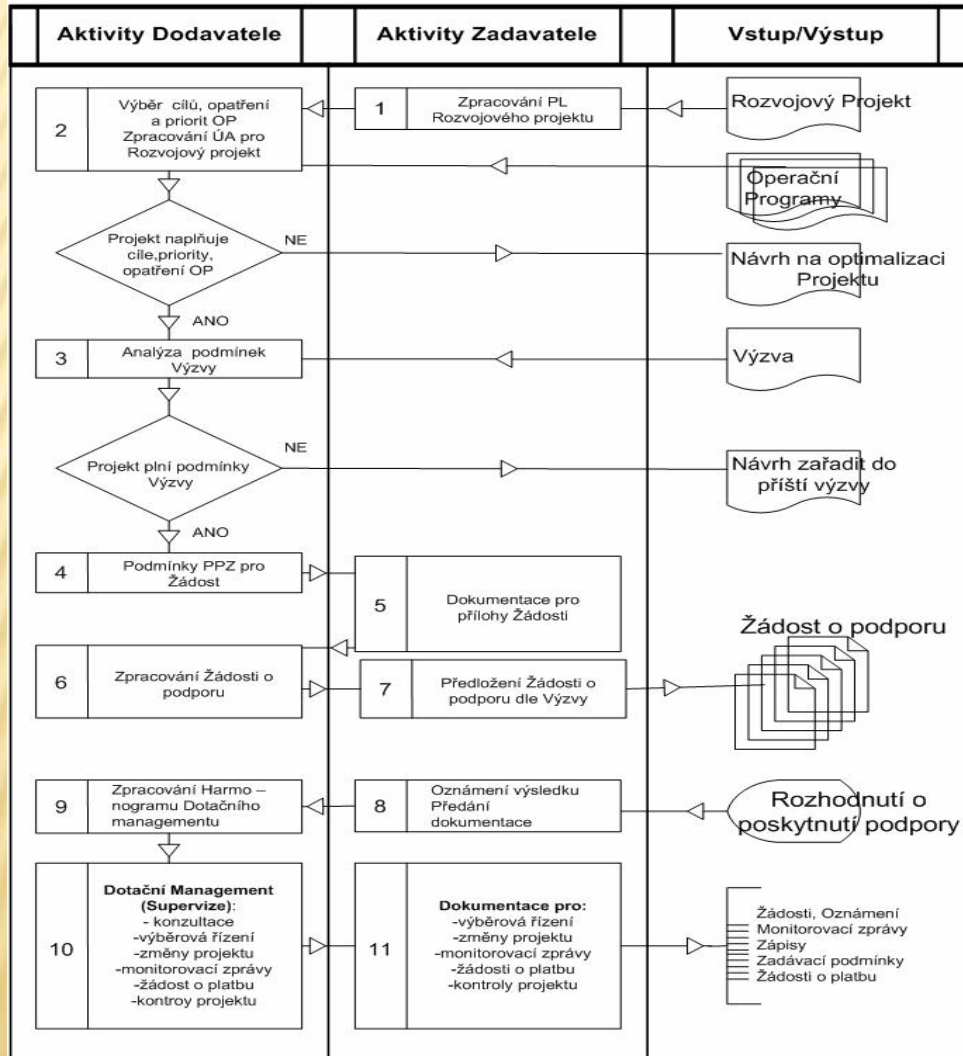 Aktivity Dodavatele
Aktivity Zadavatele
Vstup/Výstup
2
Výběr cílů, opatření
a priorit OP
Zpracování ÚA pro
Rozvojový projekt
1
Zpracování PL
Rozvojového projektu
Rozvojový Projekt
Operační
Programy
Projekt naplňuje
cíle,priority,
opatření OP
NE
Návrh na optimalizaci
Projektu
ANO
3
Analýza podmínek
Výzvy
Výzva
Projekt plní podmínky
Výzvy
NE
Návrh zařadit do
příští výzvy
ANO
4
Podmínky PPZ pro
Žádost
5
Dokumentace pro
přílohy Žádosti
6
Zpracování Žádosti o
podporu
7
Předložení Žádosti o
podporu dle Výzvy
Žádost o podporu
9
Zpracování Harmo –
nogramu Dotačního
managementu
8
Oznámení výsledku
Předání
dokumentace
Rozhodnutí o
poskytnutí podpory
10
Dotační Management
(Supervize):
- konzultace
-výběrová řízení
-změny projektu
-monitorovací zprávy
-žádost o platbu
-kontroy projektu
11
Dokumentace pro:
-výběrová řízení
-změny projektu
-monitorovací zprávy
-žádosti o platbu
-kontroly projektu
Žádosti, Oznámení
Monitorovací zprávy
Zápisy
Zadávací podmínky
Žádosti o platbu